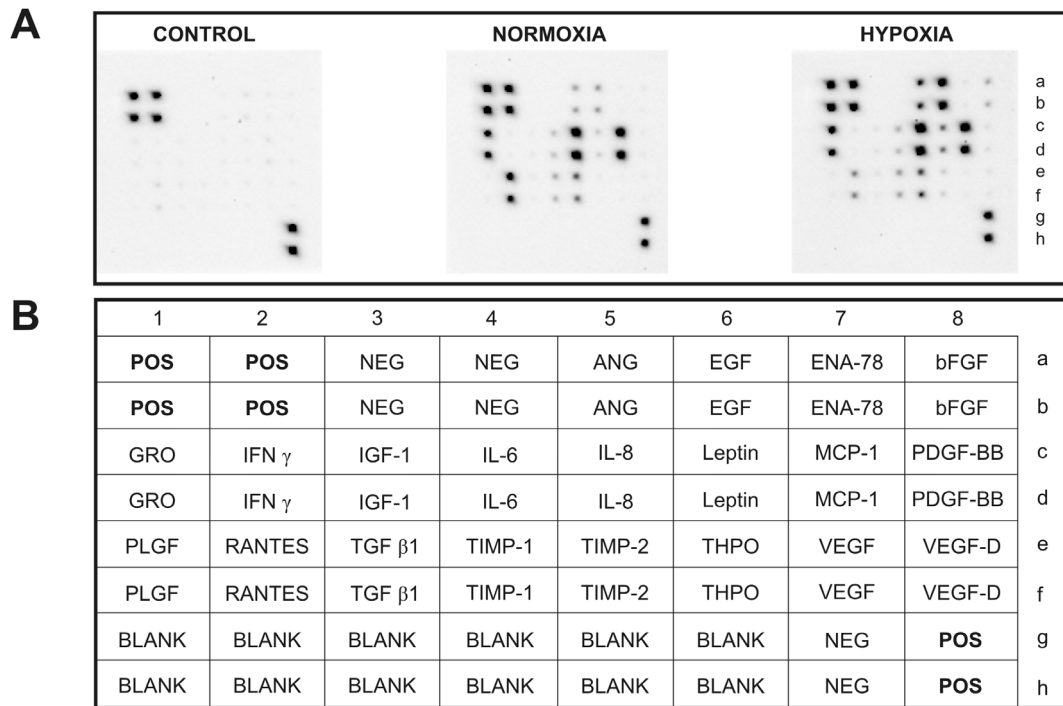 A
CONTROL NORMOXIA HYPOXIA
a
b
c
d
e
f
g
h
B
1 2 3 4 5 6 7 8
POS POS NEG NEG ANG EGF ENA-78 bFGF a
POS POS NEG NEG ANG EGF ENA-78 bFGF b
GRO IFN γ IGF-1 IL-6 IL-8 Leptin MCP-1 PDGF-BB c
GRO IFN γ IGF-1 IL-6 IL-8 Leptin MCP-1 PDGF-BB d
PLGF RANTES TGF β1 TIMP-1 TIMP-2 THPO VEGF VEGF-D e
PLGF RANTES TGF β1 TIMP-1 TIMP-2 THPO VEGF VEGF-D f
BLANK BLANK BLANK BLANK BLANK BLANK NEG POS g
BLANK BLANK BLANK BLANK BLANK BLANK NEG POS h